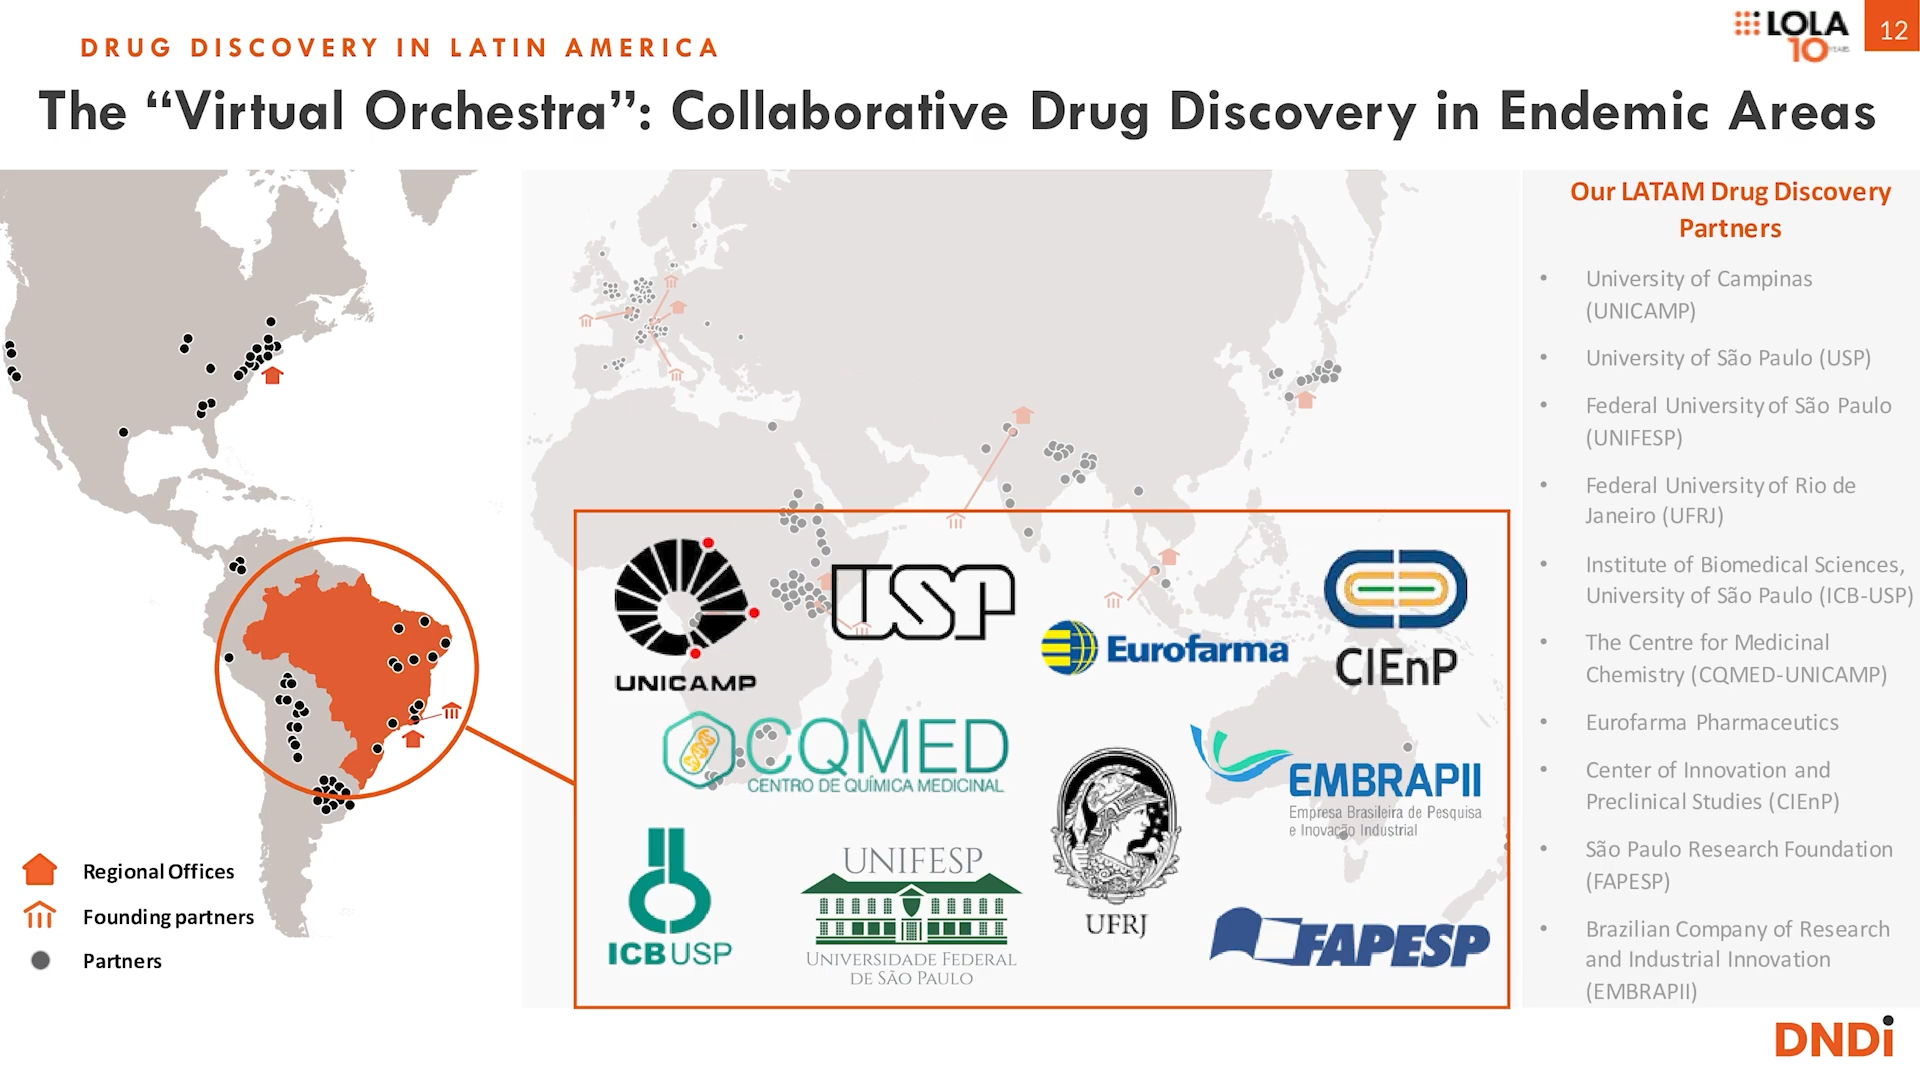 DRUG DISCOVERY IN LATIN AMERICA
LOLA
10 YEARS
12
The “Virtual Orchestra”: Collaborative Drug Discovery in Endemic Areas
Our LATAM Drug Discovery
Partners
• University of Campinas
(UNICAMP)
• University of São Paulo (USP)
• Federal University of São Paulo
(UNIFESP)
• Federal University of Rio de
Janeiro (UFRJ)
• Institute of Biomedical Sciences,
University of São Paulo (ICB-USP)
• The Centre for Medicinal
Chemistry (CQMED-UNICAMP)
• Eurofarma Pharmaceutics
• Center of Innovation and
Preclinical Studies (CIEnP)
• São Paulo Research Foundation
(FAPESP)
• Brazilian Company of Research
and Industrial Innovation
(EMBRAPII)
UNICAMP
USP
Eurofarma
CIEnP
CQMED
CENTRO DE QUÍMICA MEDICINAL
EMBRAPII
Empresa Brasileira de Pesquisa
e Inovação Industrial
ICBUSP
UNIFESP
UNIVERSIDADE FEDERAL
DE SÃO PAULO
UFRJ
FAPESP
Regional Offices
Founding partners
Partners
DNDi